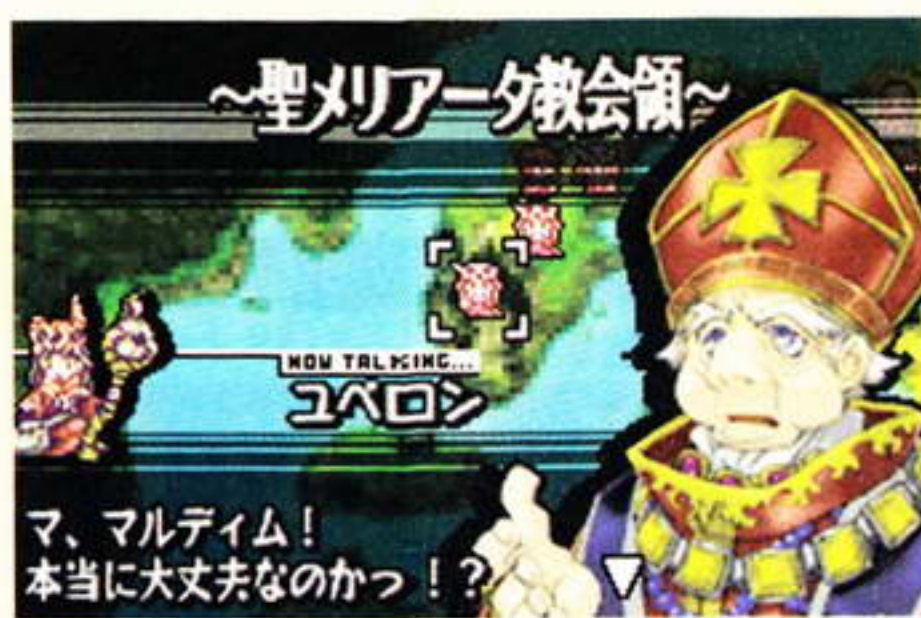 ～聖メリアータ教会領～
NOW TALKING...
ユベロン
マ、マルディム！
本当に大丈夫なのかっ！？